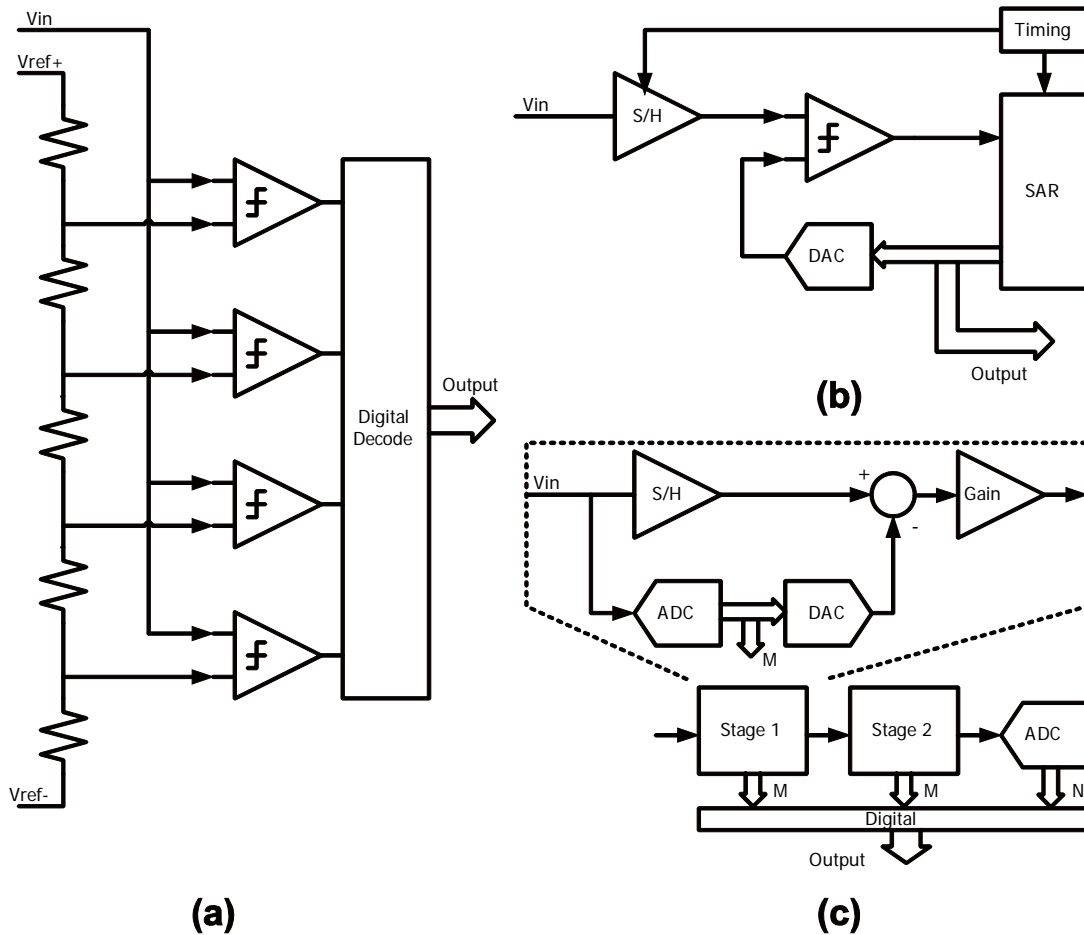 Vin
Vref+
Digital
Decode
Output
Vref-
(a)
Timing
Vin
S/H
SAR
DAC
Output
(b)
Vin
S/H
+
-
Gain
ADC
DAC
M
Stage 1
Stage 2
ADC
M
M
N
Digital
Output
(c)